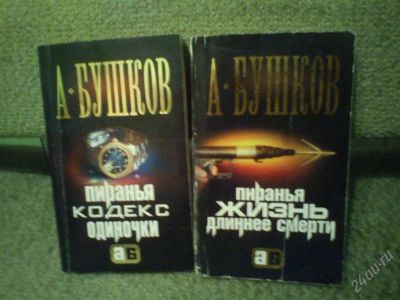 А·БУШКОВ
пиранья
КОДЕКС
одиночки
аБ
А·БУШКОВ
пиранья
ЖИЗНЬ
длиннее смерти
аБ
24au.ru